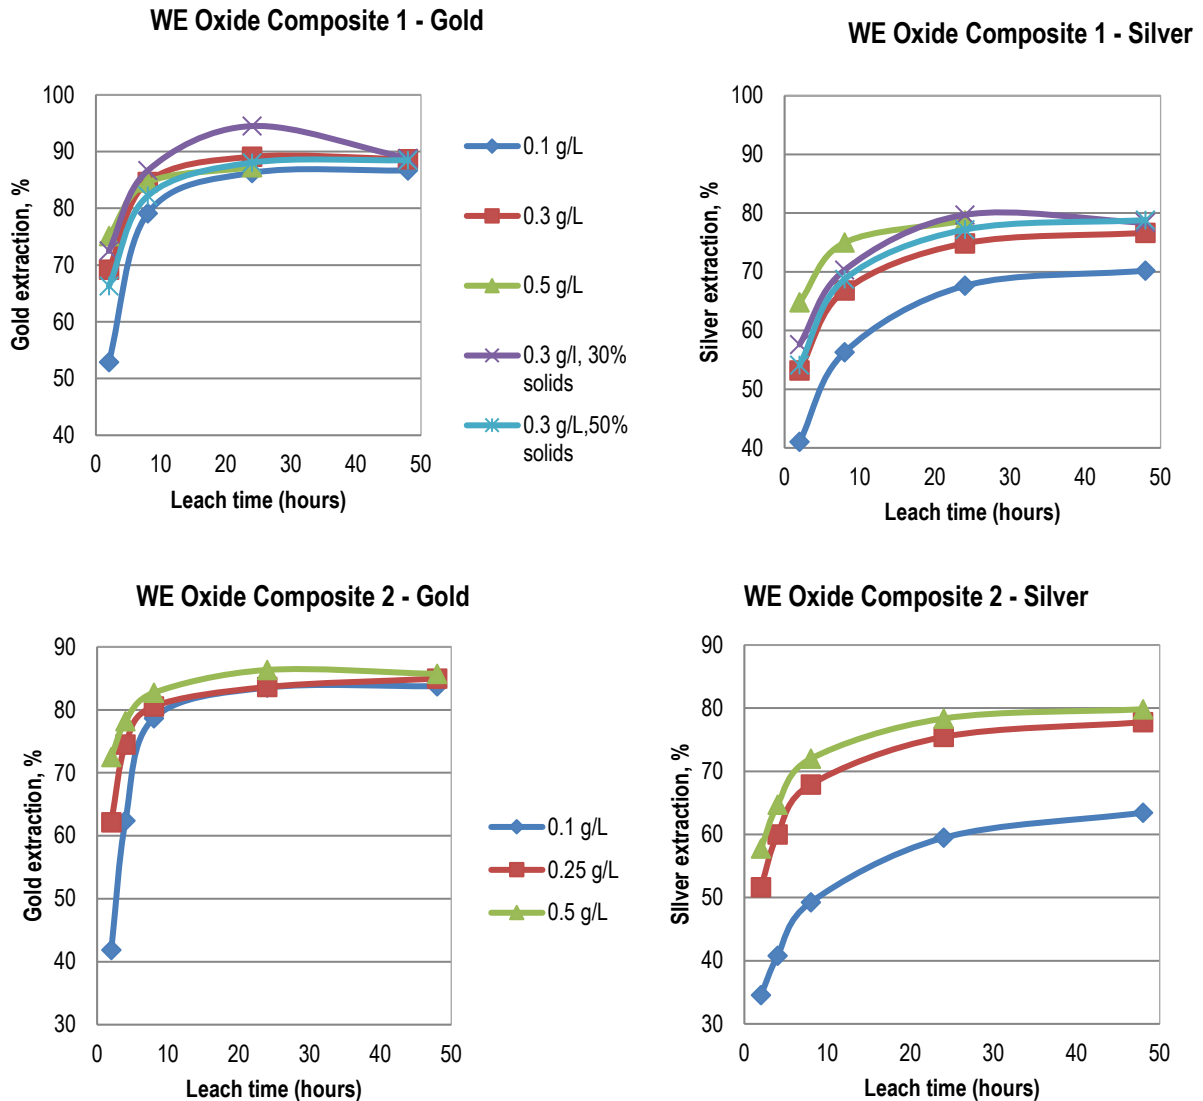 WE Oxide Composite 1 - Gold
Gold extraction, %
100
90
80
70
60
50
40
0 10 20 30 40 50
Leach time (hours)
0.1 g/L
0.3 g/L
0.5 g/L
0.3 g/l, 30%
solids
0.3 g/L,50%
solids
WE Oxide Composite 1 - Silver
Silver extraction, %
100
90
80
70
60
50
40
0 10 20 30 40 50
Leach time (hours)
WE Oxide Composite 2 - Gold
Gold extraction, %
90
80
70
60
50
40
30
0 10 20 30 40 50
Leach time (hours)
0.1 g/L
0.25 g/L
0.5 g/L
WE Oxide Composite 2 - Silver
SIlver extraction, %
90
80
70
60
50
40
30
0 10 20 30 40 50
Leach time (hours)